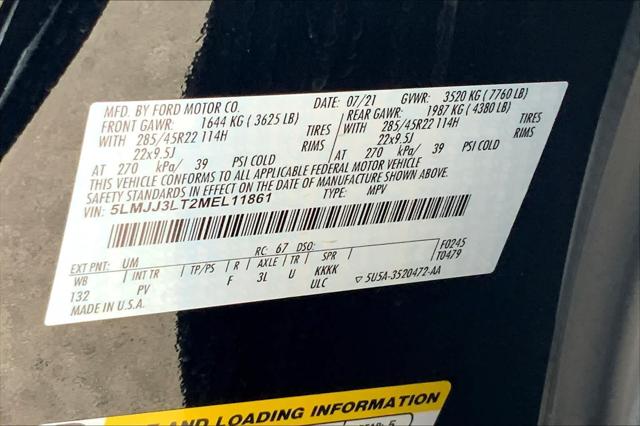 MFD. BY FORD MOTOR CO. DATE: 07/21 GVWR: 3520 KG (7760 LB)
FRONT GAWR: 1644 KG (3625 LB) REAR GAWR: 1987 KG (4380 LB)
WITH 285/45R22 114H TIRES WITH 285/45R22 114H TIRES
22x9.5J RIMS 22x9.5J RIMS
AT 270 kPa/ 39 PSI COLD AT 270 kPa/ 39 PSI COLD
THIS VEHICLE CONFORMS TO ALL APPLICABLE FEDERAL MOTOR VEHICLE
SAFETY STANDARDS IN EFFECT ON THE DATE OF MANUFACTURE SHOWN ABOVE.
VIN: 5LMJJ3LT2MEL11861 TYPE: MPV
EXT PNT: UM RC: 67 DSO: F0245
WB INT TR TP/PS R AXLE TR SPR T0479
132 PV F 3L U KKKK
MADE IN U.S.A. ULC ▽ 5U5A-3520472-AA
E AND LOADING INFORMATION